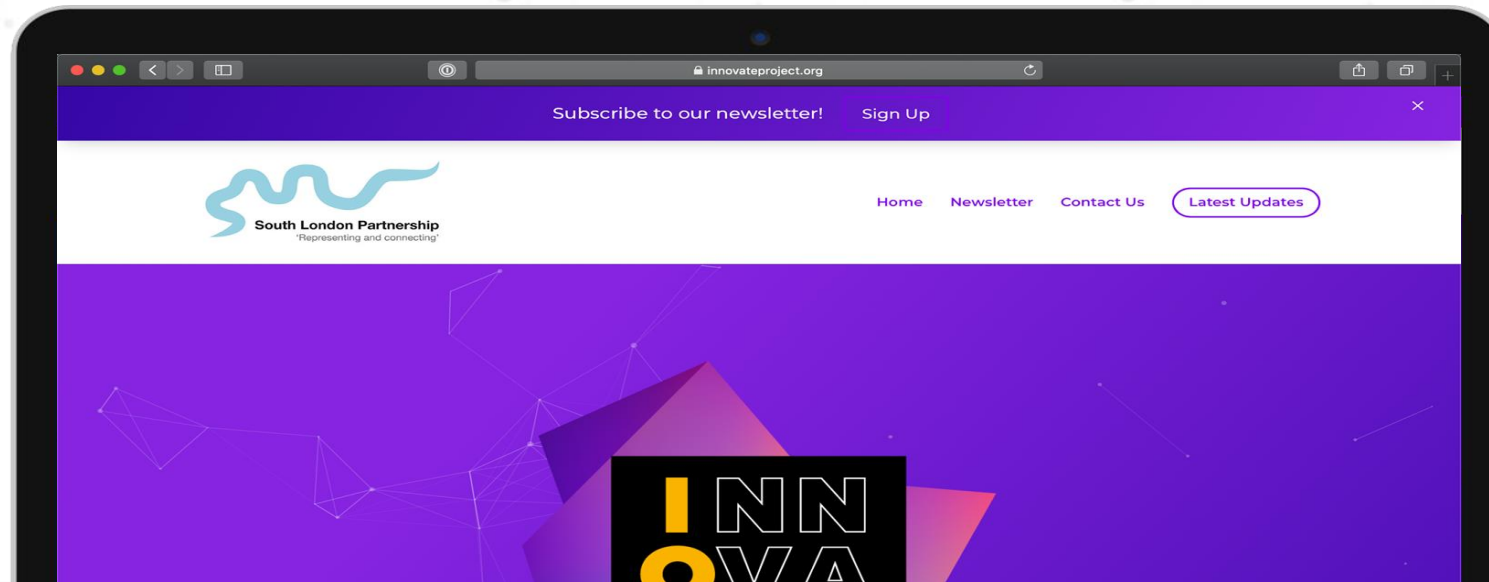 innovateproject.org
Subscribe to our newsletter! Sign Up
South London Partnership
'Representing and connecting'
Home Newsletter Contact Us Latest Updates
INN
OVA